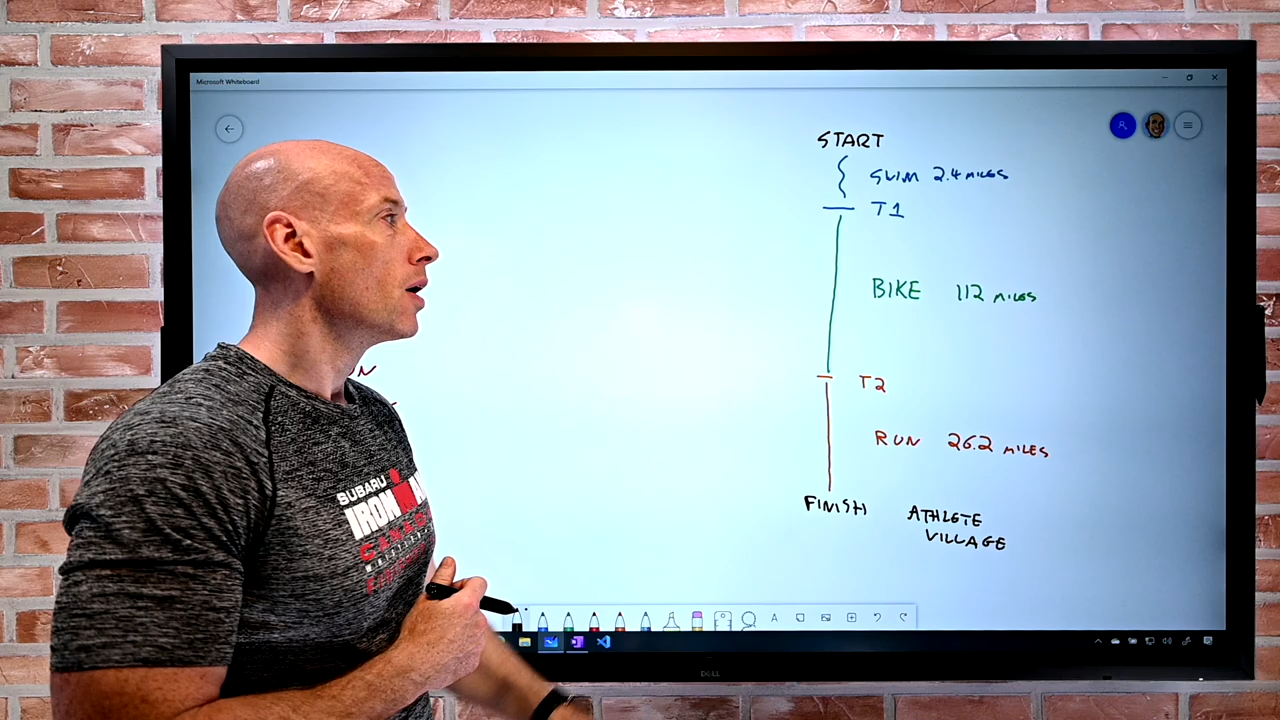 Microsoft Whiteboard
START
SWIM 2.4 MILES
T1
BIKE 112 MILES
T2
RUN 26.2 MILES
FINISH ATHLETE
VILLAGE
SUBARU
CANADA
DELL